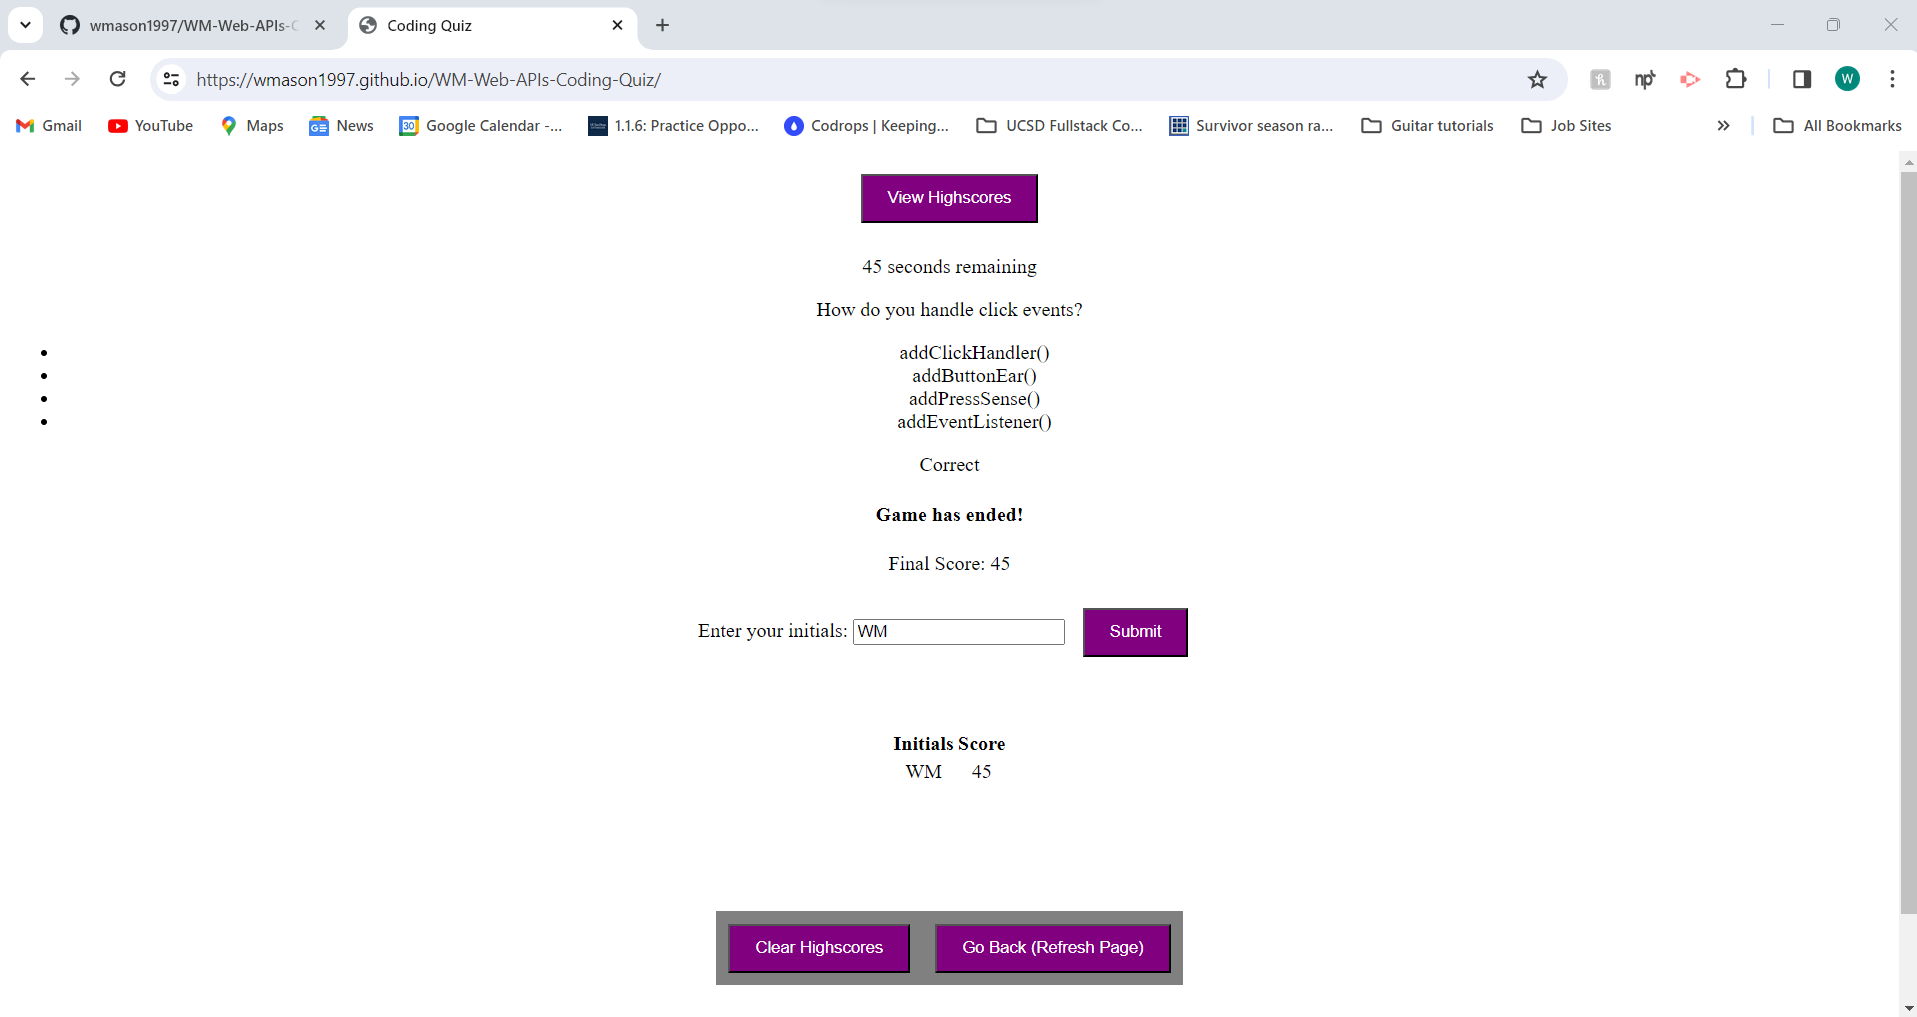 wmason1997/WM-Web-APIs-C
Coding Quiz
https://wmason1997.github.io/WM-Web-APIs-Coding-Quiz/
W
Gmail YouTube Maps News Google Calendar -... 1.1.6: Practice Oppo... Codrops | Keeping... UCSD Fullstack Co... Survivor season ra... Guitar tutorials Job Sites » All Bookmarks
View Highscores
45 seconds remaining
How do you handle click events?
• addClickHandler()
• addButtonEar()
• addPressSense()
• addEventListener()
Correct
Game has ended!
Final Score: 45
Enter your initials: WM Submit
Initials Score
WM 45
Clear Highscores Go Back (Refresh Page)